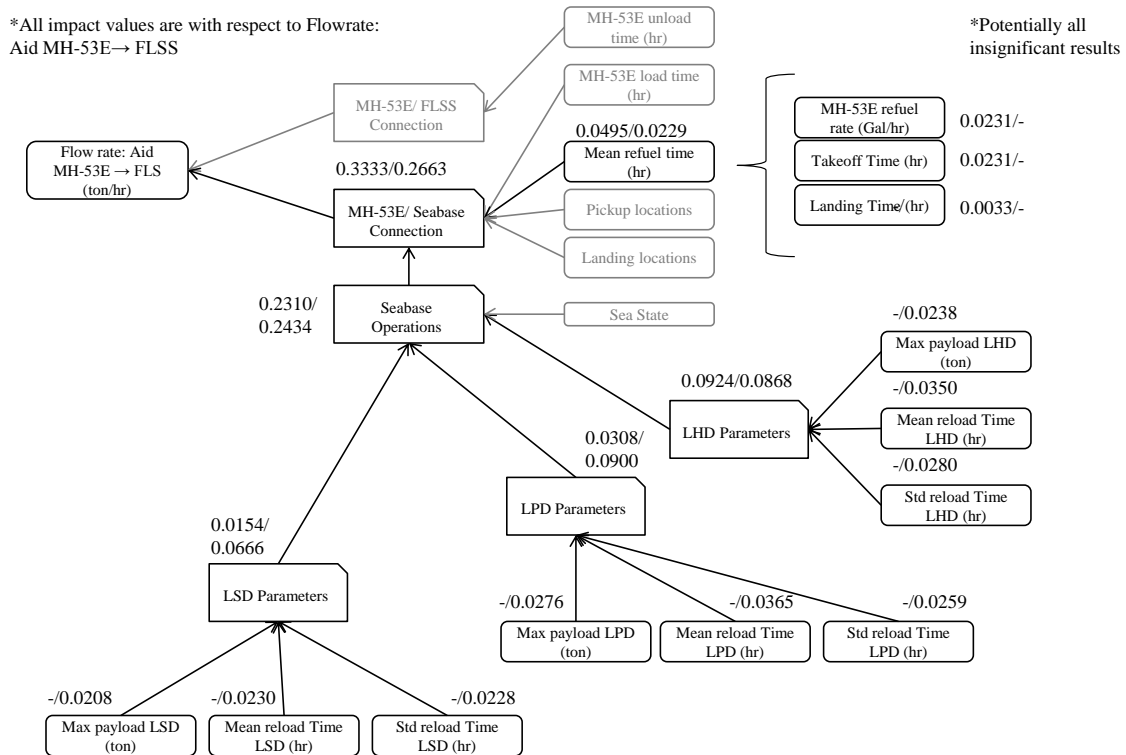 *All impact values are with respect to Flowrate:
Aid MH-53E→ FLSS
*Potentially all
insignificant results
MH-53E unload
time (hr)
MH-53E load time
(hr)
MH-53E/ FLSS
Connection
0.0495/0.0229
Mean refuel time
(hr)
MH-53E refuel
rate (Gal/hr)
0.0231/-
Takeoff Time (hr)
0.0231/-
Landing Time (hr)
0.0033/-
Flow rate: Aid
MH-53E → FLS
(ton/hr)
0.3333/0.2663
MH-53E/ Seabase
Connection
Pickup locations
Landing locations
0.2310/
0.2434
Seabase
Operations
Sea State
-/0.0238
Max payload LHD
(ton)
-/0.0350
0.0924/0.0868
LHD Parameters
Mean reload Time
LHD (hr)
-/0.0280
Std reload Time
LHD (hr)
0.0308/
0.0900
LPD Parameters
0.0154/
0.0666
LSD Parameters
-/0.0276
-/0.0365
-/0.0259
Max payload LPD
(ton)
Mean reload Time
LPD (hr)
Std reload Time
LPD (hr)
-/0.0208
-/0.0230
-/0.0228
Max payload LSD
(ton)
Mean reload Time
LSD (hr)
Std reload Time
LSD (hr)